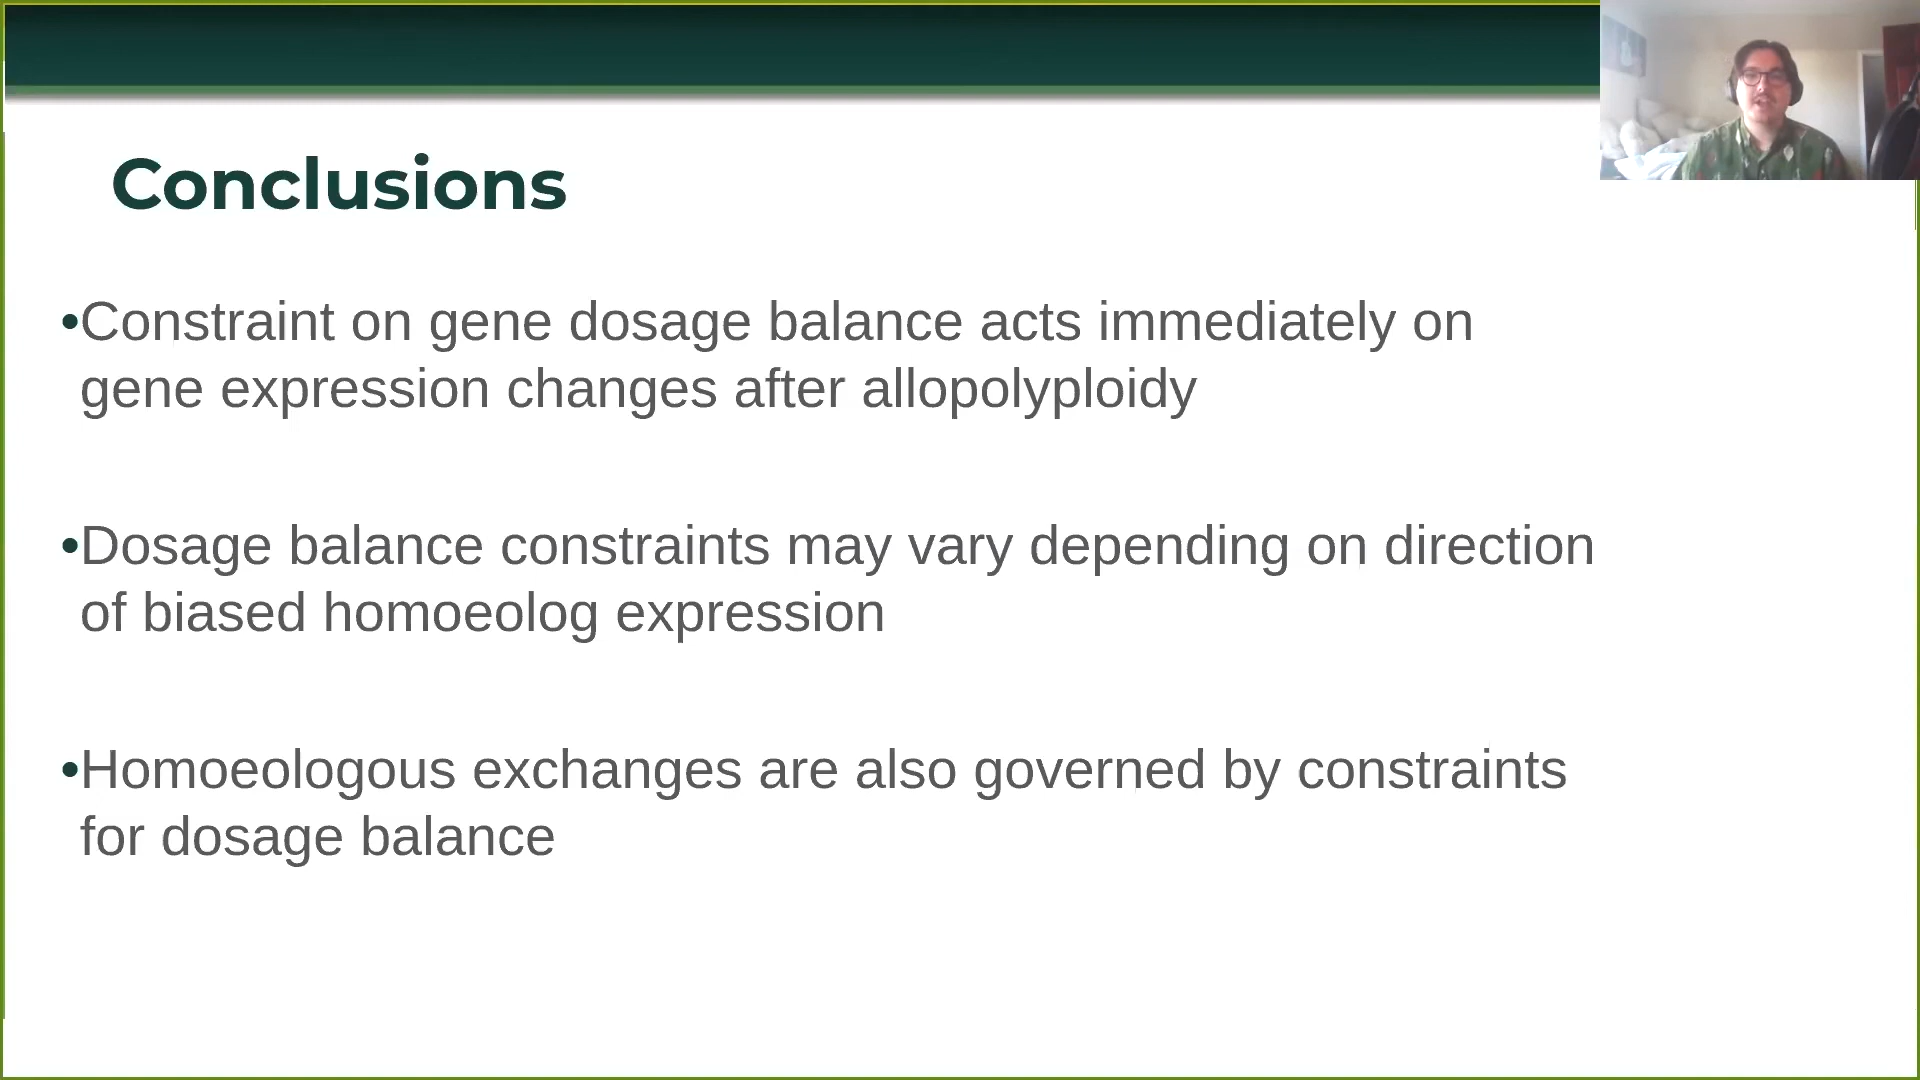 Conclusions
•Constraint on gene dosage balance acts immediately on
gene expression changes after allopolyploidy
•Dosage balance constraints may vary depending on direction
of biased homoeolog expression
•Homoeologous exchanges are also governed by constraints
for dosage balance